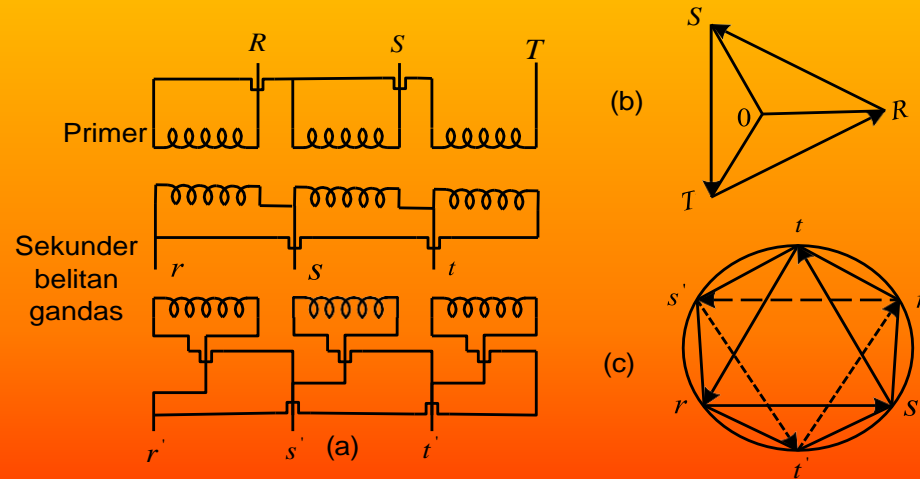 R S T
Primer
Sekunder
belitan
gandas
r S t
r' s' (a) t'
(b)
S
0 R
T
(c)
t
s'
r S
t'